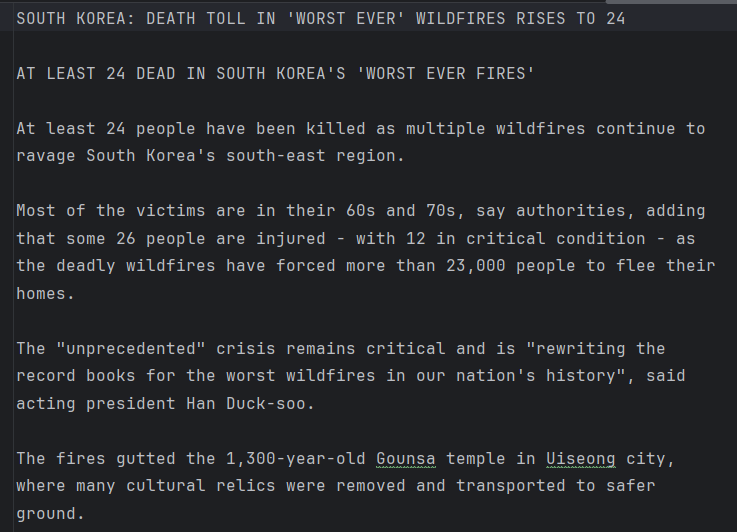 SOUTH KOREA: DEATH TOLL IN 'WORST EVER' WILDFIRES RISES TO 24
AT LEAST 24 DEAD IN SOUTH KOREA'S 'WORST EVER FIRES'
At least 24 people have been killed as multiple wildfires continue to
ravage South Korea's south-east region.
Most of the victims are in their 60s and 70s, say authorities, adding
that some 26 people are injured - with 12 in critical condition - as
the deadly wildfires have forced more than 23,000 people to flee their
homes.
The "unprecedented" crisis remains critical and is "rewriting the
record books for the worst wildfires in our nation's history", said
acting president Han Duck-soo.
The fires gutted the 1,300-year-old Gounsa temple in Uiseong city,
where many cultural relics were removed and transported to safer
ground.